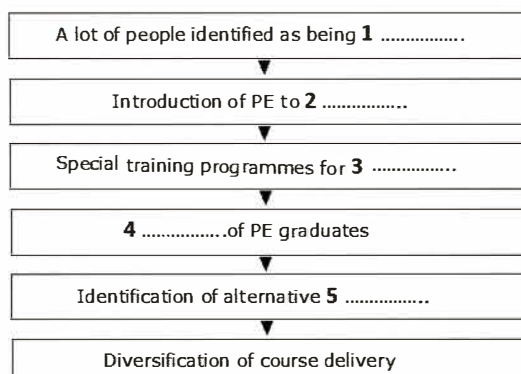 A lot of people identified as being 1 ................
Introduction of PE to 2 ................
Special training programmes for 3 ................
4 ................of PE graduates
Identification of alternative 5 ................
Diversification of course delivery